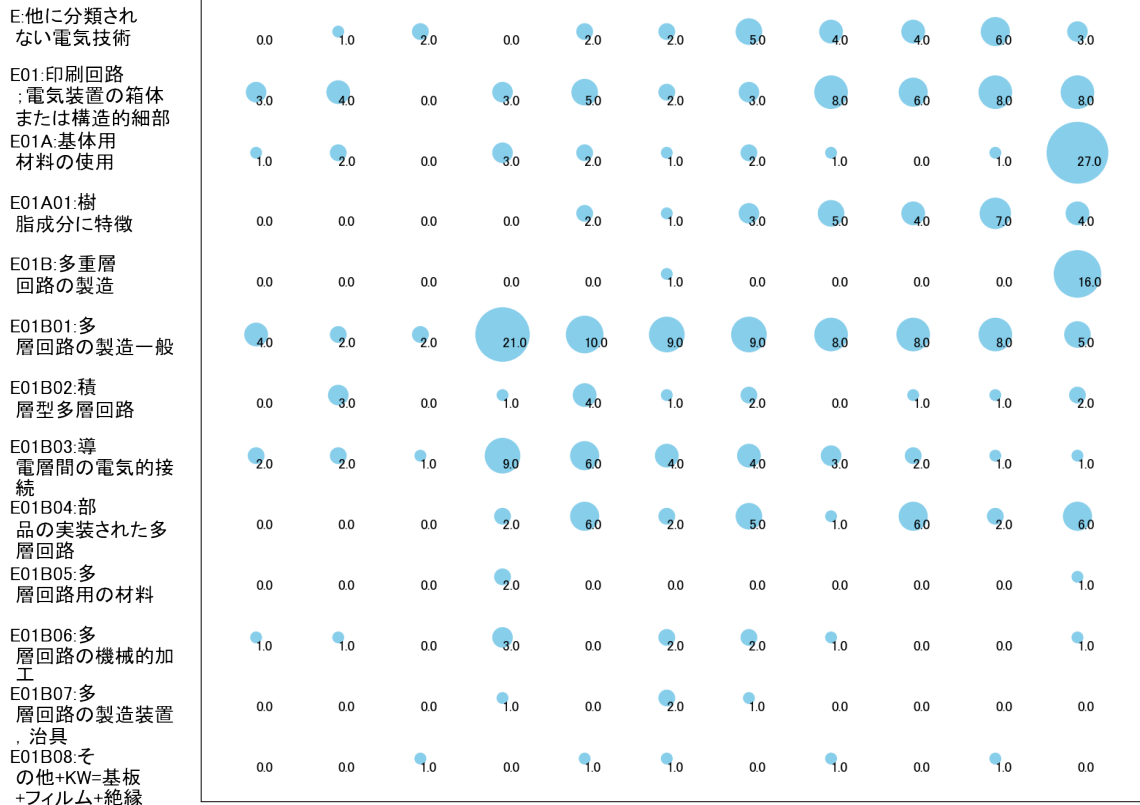 E:他に分類され
ない電気技術
0.0 1.0 2.0 0.0 2.0 2.0 5.0 4.0 4.0 6.0 3.0
E01:印刷回路
;電気装置の箱体
または構造的細部
3.0 4.0 0.0 3.0 5.0 2.0 3.0 8.0 6.0 8.0 8.0
E01A:基体用
材料の使用
1.0 2.0 0.0 3.0 2.0 1.0 2.0 1.0 0.0 1.0 27.0
E01A01:樹
脂成分に特徴
0.0 0.0 0.0 0.0 2.0 1.0 3.0 5.0 4.0 7.0 4.0
E01B:多重層
回路の製造
0.0 0.0 0.0 0.0 0.0 1.0 0.0 0.0 0.0 0.0 16.0
E01B01:多
層回路の製造一般
4.0 2.0 2.0 21.0 10.0 9.0 9.0 8.0 8.0 8.0 5.0
E01B02:積
層型多層回路
0.0 3.0 0.0 1.0 4.0 1.0 2.0 0.0 1.0 1.0 2.0
E01B03:導
電層間の電気的接
続
2.0 2.0 1.0 9.0 6.0 4.0 4.0 3.0 2.0 1.0 1.0
E01B04:部
品の実装された多
層回路
0.0 0.0 0.0 2.0 6.0 2.0 5.0 1.0 6.0 2.0 6.0
E01B05:多
層回路用の材料
0.0 0.0 0.0 2.0 0.0 0.0 0.0 0.0 0.0 0.0 1.0
E01B06:多
層回路の機械的加
工
1.0 1.0 0.0 3.0 0.0 2.0 2.0 1.0 0.0 0.0 1.0
E01B07:多
層回路の製造装置
,治具
0.0 0.0 0.0 1.0 0.0 2.0 1.0 0.0 0.0 0.0 0.0
E01B08:そ
の他+KW=基板
+フィルム+絶縁
0.0 0.0 1.0 0.0 1.0 1.0 0.0 1.0 0.0 1.0 0.0